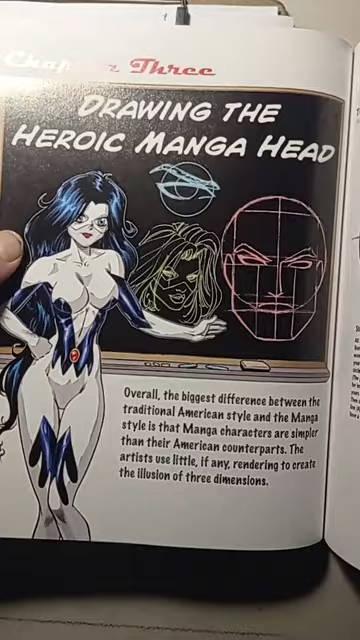 Chapter Three
DRAWING THE
HEROIC MANGA HEAD
Overall, the biggest difference between the
traditional American style and the Manga
style is that Manga characters are simpler
than their American counterparts. The
artists use little, if any, rendering to create
the illusion of three dimensions.